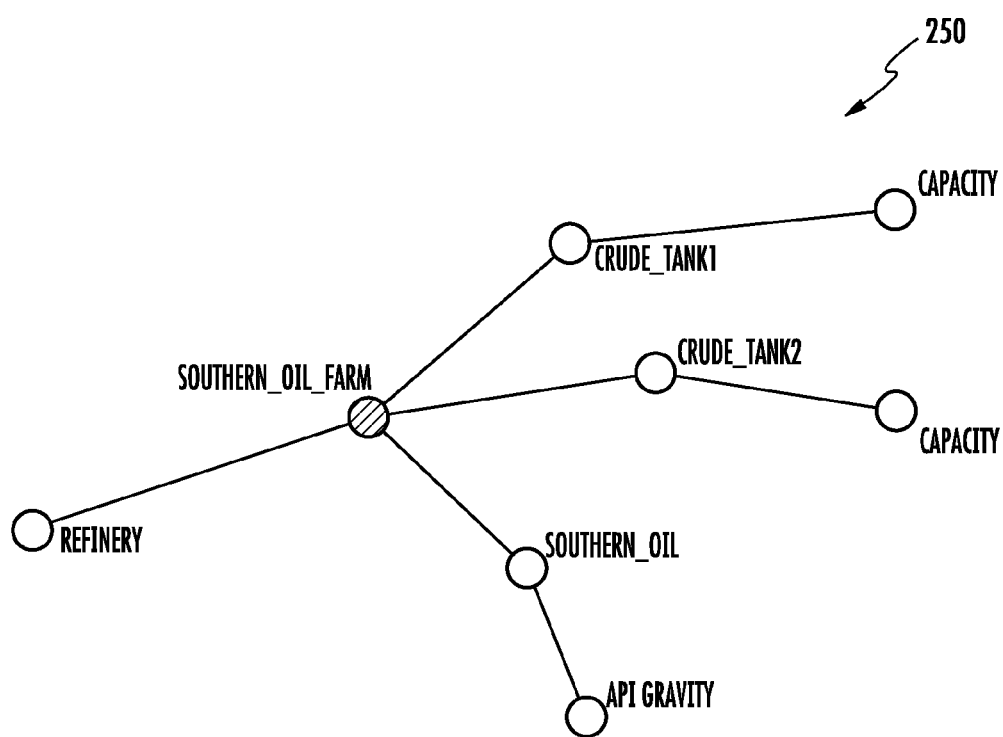 250
CAPACITY
CRUDE_TANK1
CRUDE_TANK2
SOUTHERN_OIL_FARM
CAPACITY
REFINERY
SOUTHERN_OIL
API GRAVITY